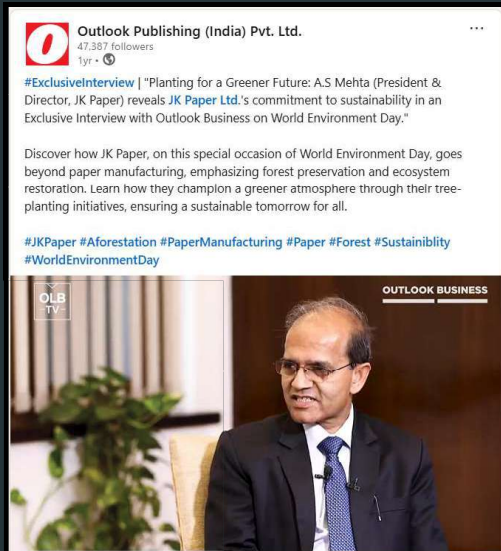 Outlook Publishing (India) Pvt. Ltd.
47,387 followers
1yr •
#ExclusiveInterview | "Planting for a Greener Future: A.S Mehta (President &
Director, JK Paper) reveals JK Paper Ltd.'s commitment to sustainability in an
Exclusive Interview with Outlook Business on World Environment Day."
Discover how JK Paper, on this special occasion of World Environment Day, goes
beyond paper manufacturing, emphasizing forest preservation and ecosystem
restoration. Learn how they champion a greener atmosphere through their tree-
planting initiatives, ensuring a sustainable tomorrow for all.
#JKPaper #Aforestation #PaperManufacturing #Paper #Forest #Sustainiblity
#WorldEnvironmentDay
OLB
-TV-
OUTLOOK BUSINESS